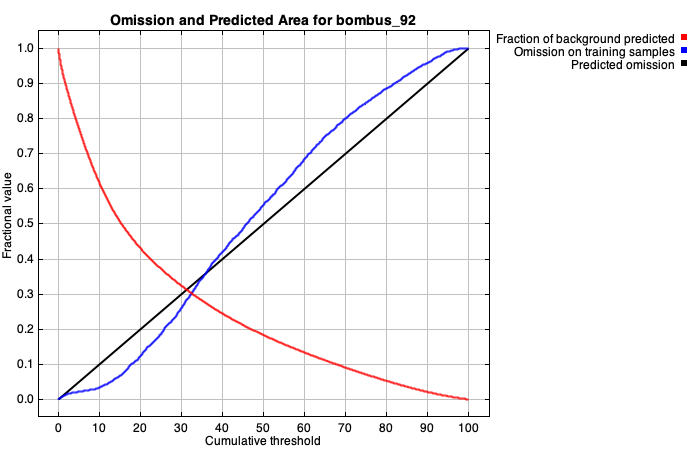 Omission and Predicted Area for bombus_92
Fraction of background predicted
Omission on training samples
Predicted omission
Fractional value
1.0
0.9
0.8
0.7
0.6
0.5
0.4
0.3
0.2
0.1
0.0
0 10 20 30 40 50 60 70 80 90 100
Cumulative threshold